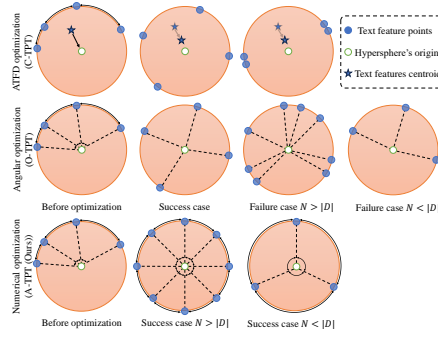 ATFD optimization
(C-TPT)
Text feature points
Hypersphere's origin
Text features centroid
Angular optimization
(O-TPT)
Before optimization
Success case
Failure case N > |D|
Failure case N < |D|
Numerical optimization
(A-TPT (Ours))
Before optimization
Success case N > |D|
Success case N < |D|